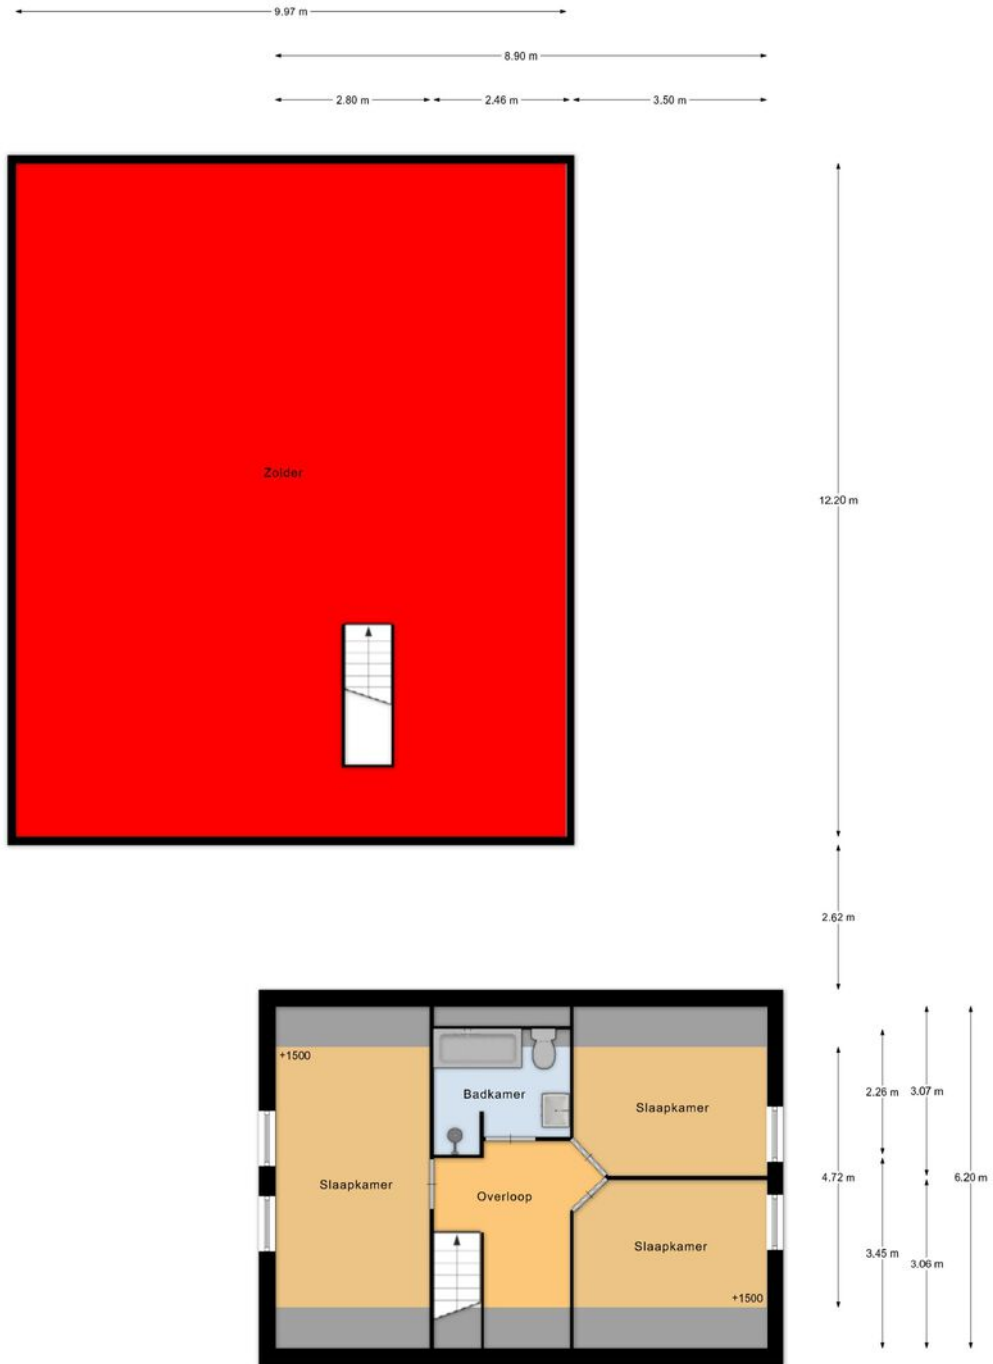 9.97 m
8.90 m
2.80 m
2.46 m
3.50 m
Zolder
12.20 m
2.62 m
+1500
Badkamer
Slaapkamer
2.26 m
3.07 m
Slaapkamer
Overloop
4.72 m
6.20 m
Slaapkamer
3.45 m
3.06 m
+1500